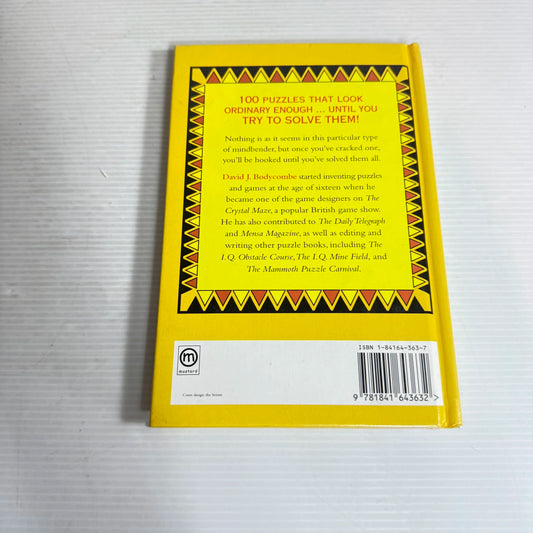 100 PUZZLES THAT LOOK
ORDINARY ENOUGH ... UNTIL YOU
TRY TO SOLVE THEM!
Nothing is as it seems in this particular type
of mindbender, but once you've cracked one,
you'll be hooked until you've solved them all.
David J. Bodycombe started inventing puzzles
and games at the age of sixteen when he
became one of the game designers on The
Crystal Maze, a popular British game show.
He has also contributed to The Daily Telegraph
and Mensa Magazine, as well as editing and
writing other puzzle books, including The
I.Q. Obstacle Course, The I.Q. Mine Field, and
The Mammoth Puzzle Carnival.
ISBN 1-84164-363-7
m
mustard
Cover design: the Senate
9 781841 643632 >